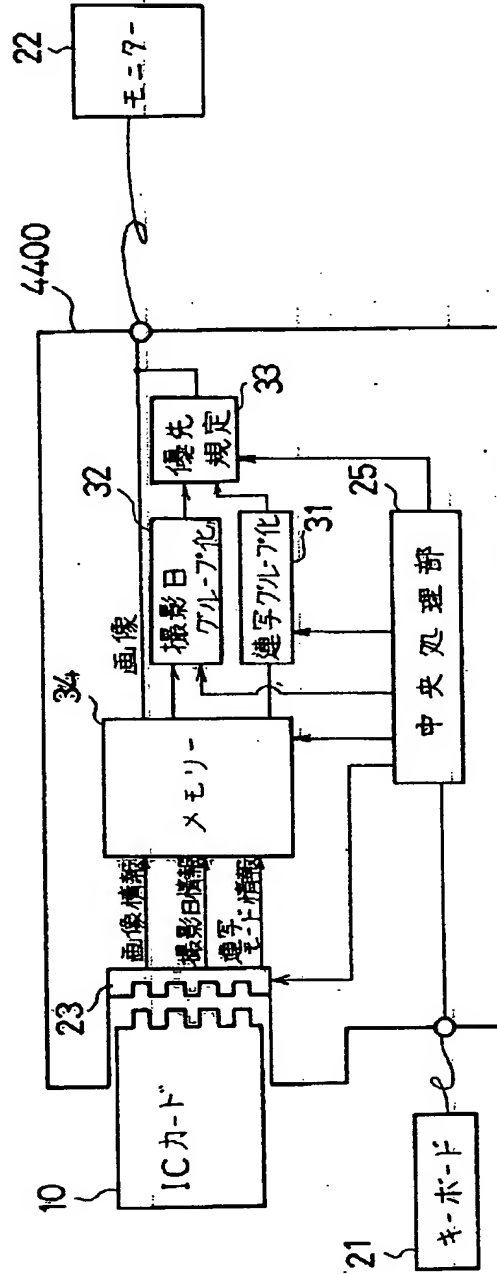 10
ICカード
23
画像情報
撮影日情報
連写
モード情報
34
メモリー
画像
32
撮影日
グループ化
連写グループ化
31
優先
規定
33
4400
22
モニター
25
中央処理部
21
キーボード